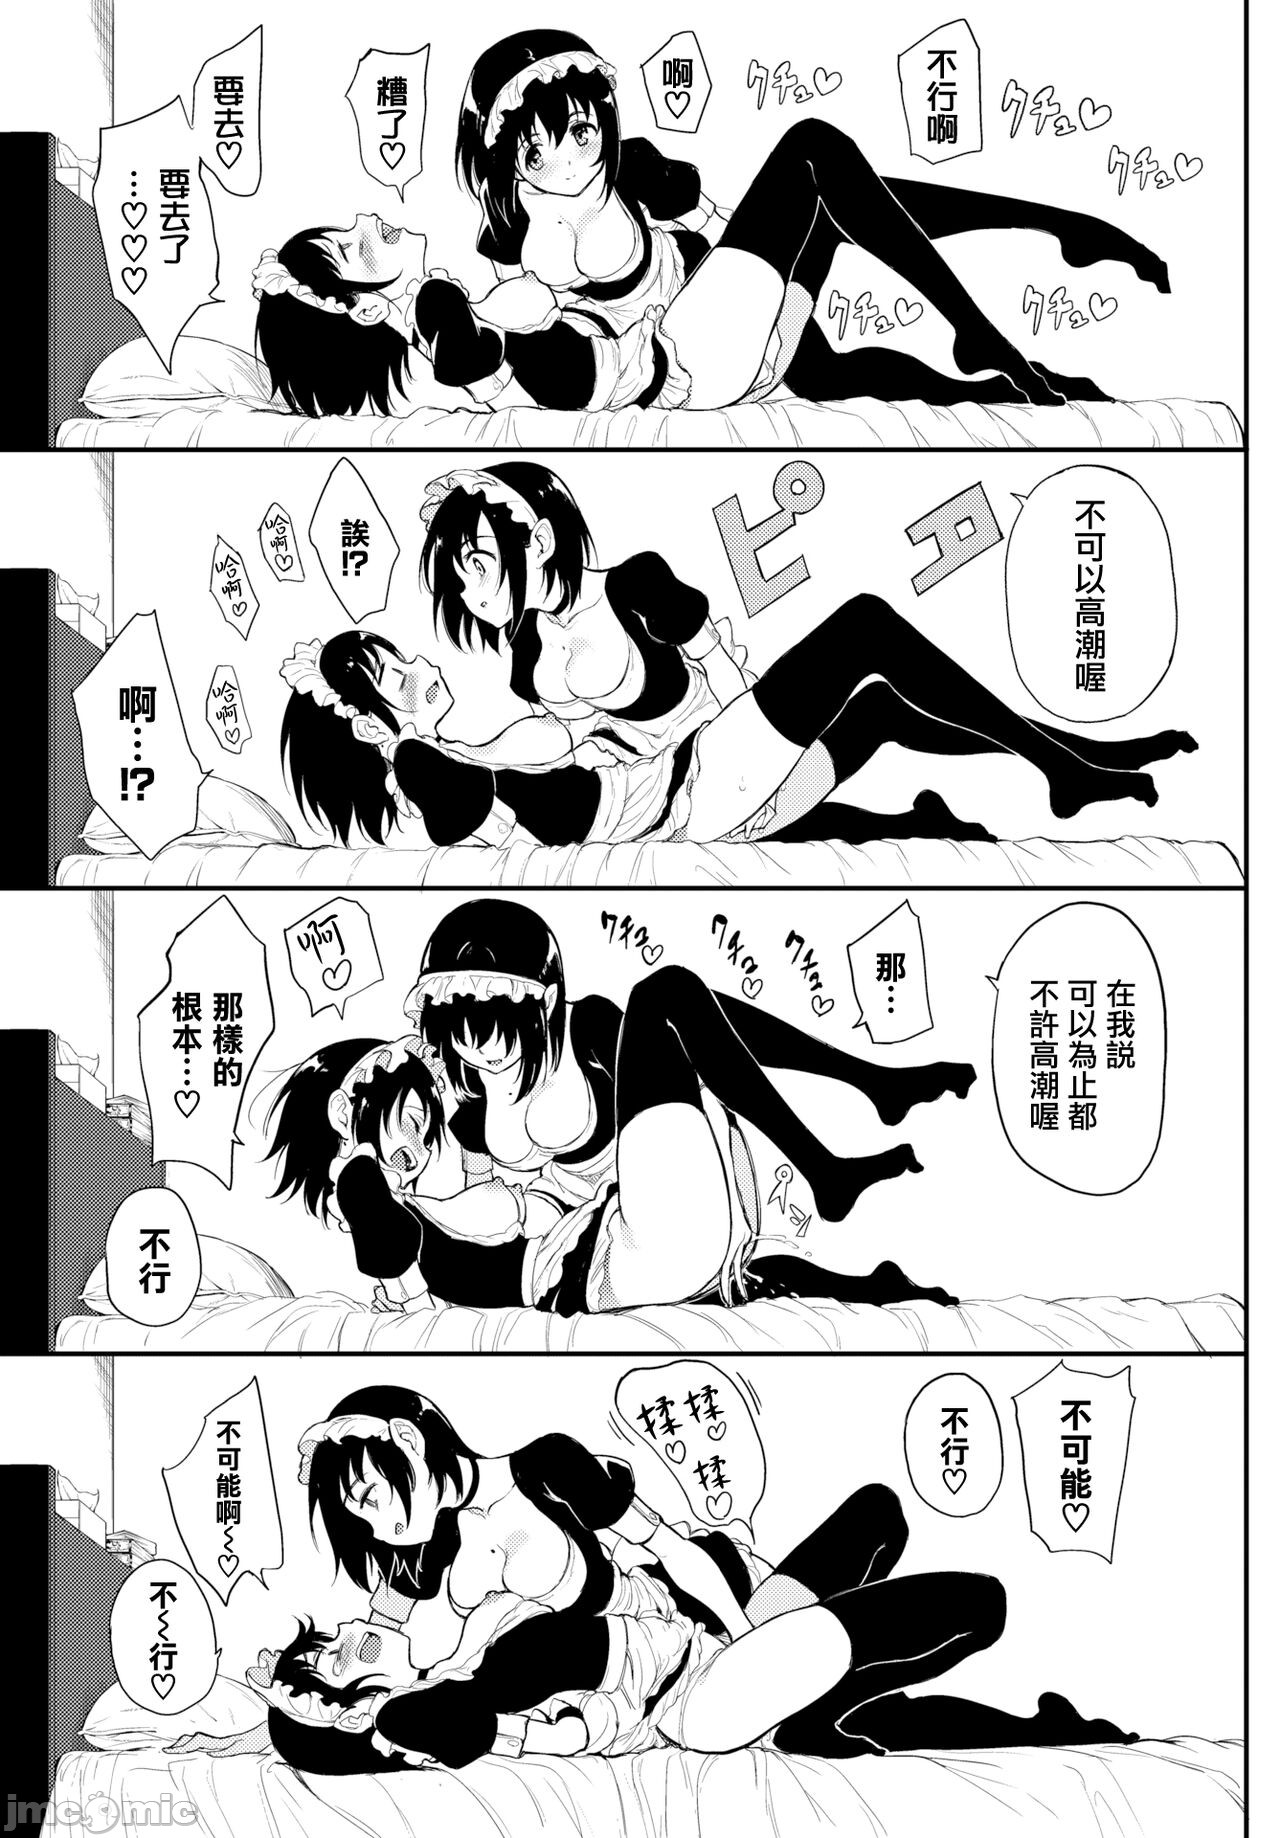 クチュ♡
クチュ♡
不行啊
クチュ♡
クチュ♡
クチュ♡
啊♡
糟了♡
要去♡
要去了
…♡♡♡
不可以高潮喔
ピュ
誒!?
哈啊♡
哈啊♡
哈啊♡
啊…!?
在我説
可以為止都
不許高潮喔
那…
クチュ♡
クチュ♡
クチュ♡
啊♡
那樣的
根本…♡
不行
不可能♡
不行♡
揉♡
揉♡
揉♡
不可能啊~♡
不~行♡
jmcomic